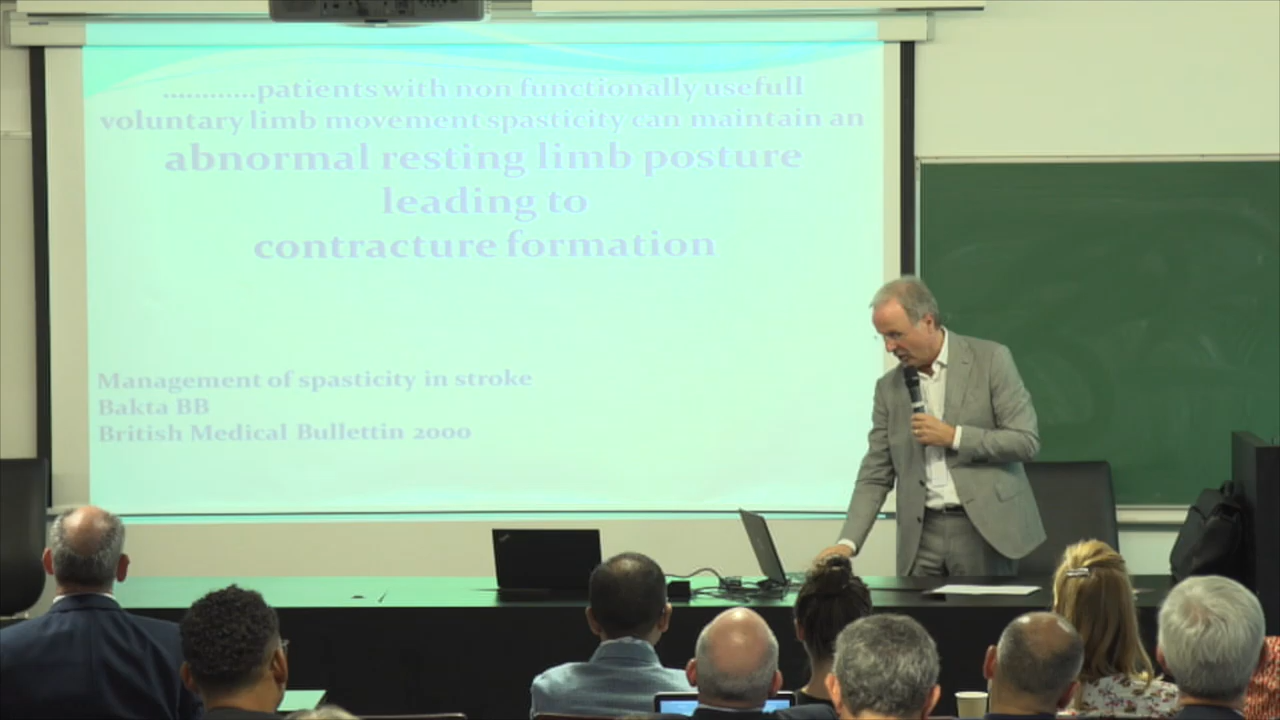 ............patients with non functionally usefull
voluntary limb movement spasticity can maintain an
abnormal resting limb posture
leading to
contracture formation
Management of spasticity in stroke
Bakta BB
British Medical Bullettin 2000